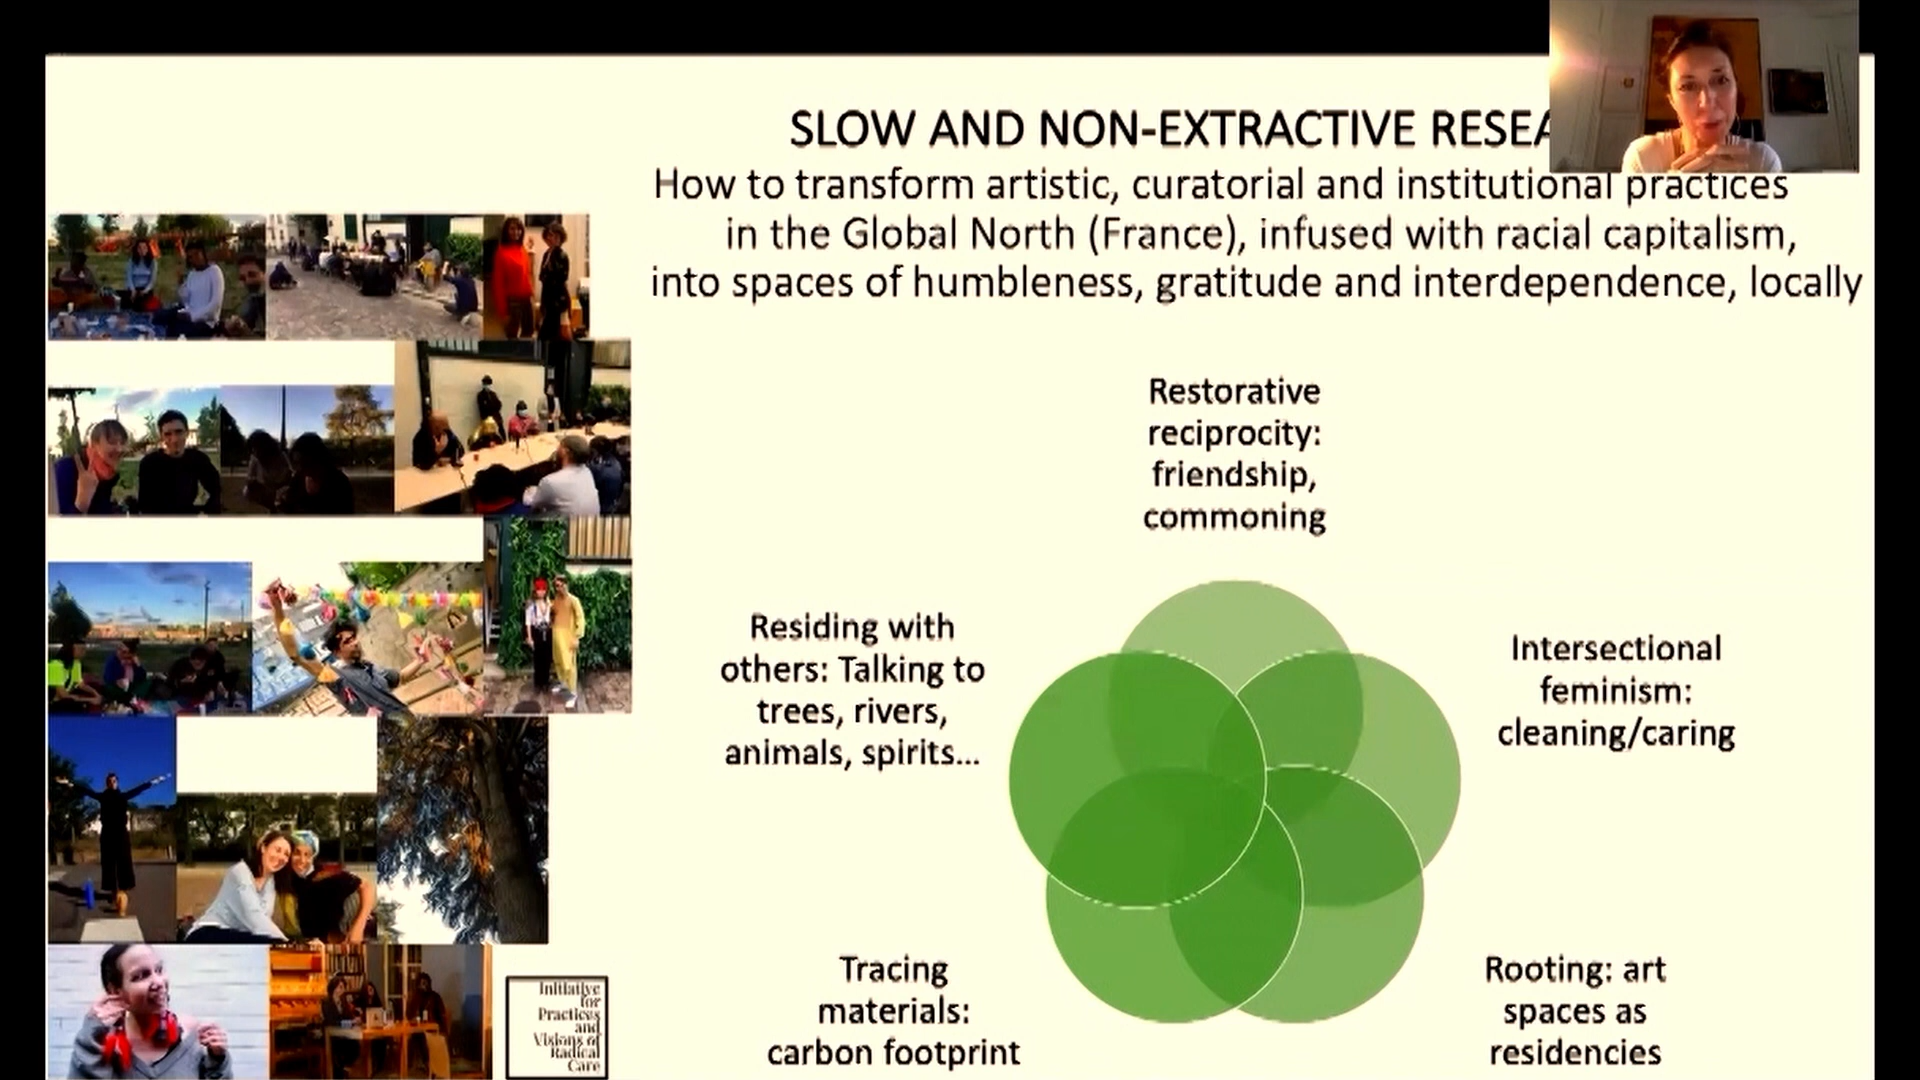 SLOW AND NON-EXTRACTIVE
How to transform artistic, curatorial and institutional practices
in the Global North (France), infused with racial capitalism,
into spaces of humbleness, gratitude and interdependence, locally
Restorative
reciprocity:
friendship,
commoning
Residing with
others: Talking to
trees, rivers,
animals, spirits...
Intersectional
feminism:
cleaning/caring
Tracing
materials:
carbon footprint
Rooting: art
spaces as
residencies
Initiative
for
Practices
and
Visions of
Radical
Care